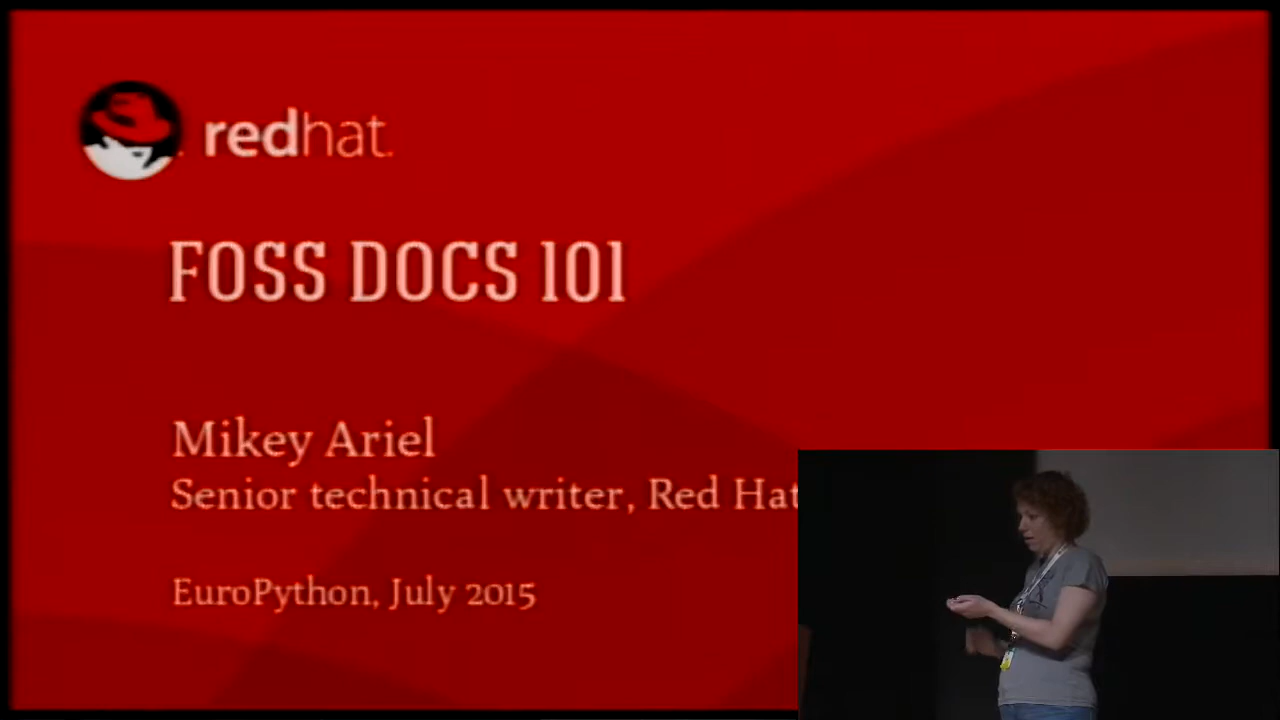 redhat.
FOSS DOCS 101
Mikey Ariel
Senior technical writer, Red Hat
EuroPython, July 2015